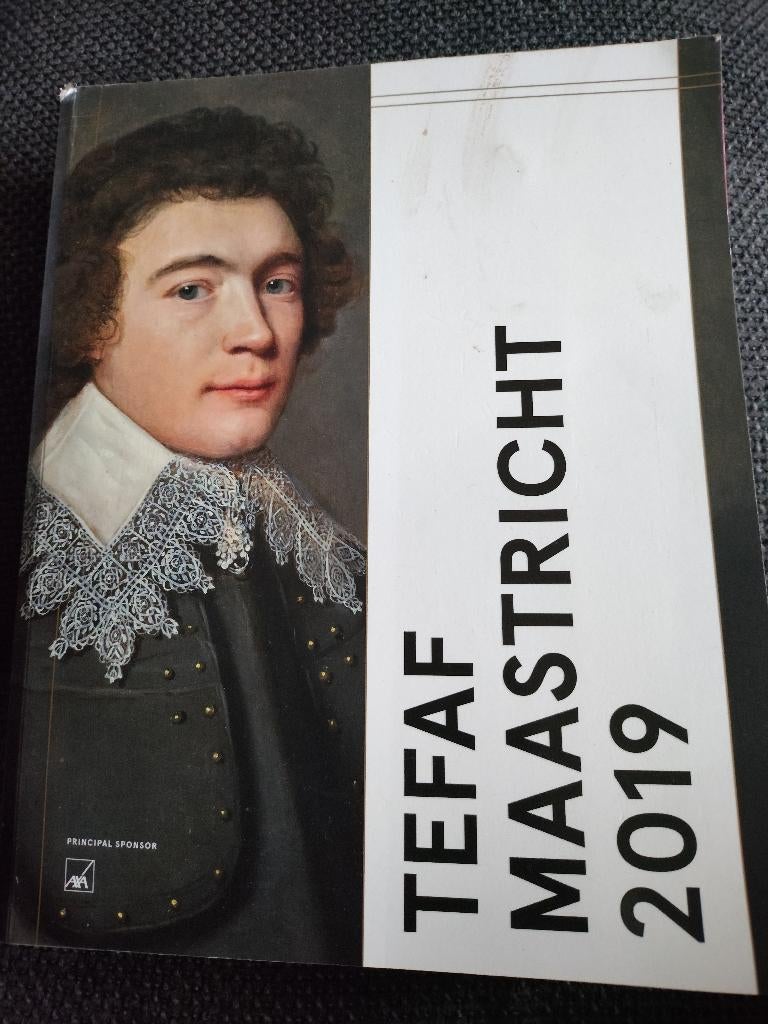 TEFAF
MAASTRICHT
2019
PRINCIPAL SPONSOR
AXA